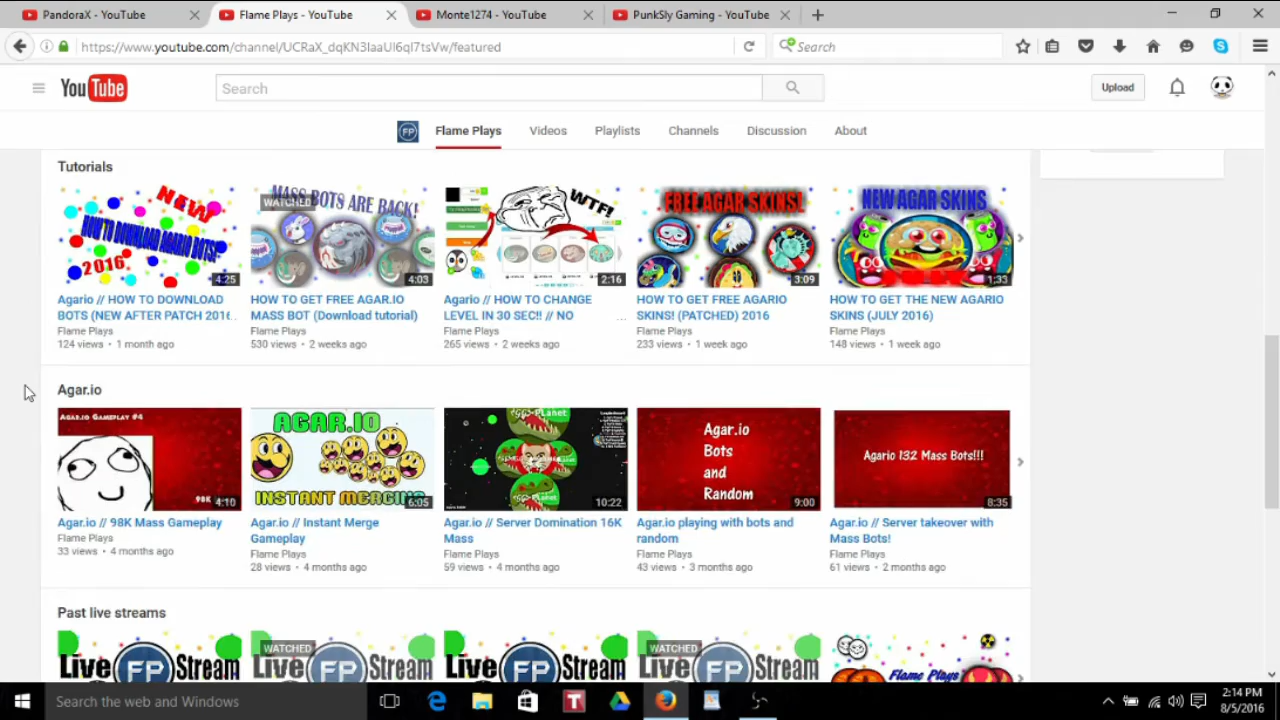 PandoraX - YouTube
Flame Plays - YouTube
Monte1274 - YouTube
PunkSly Gaming - YouTube
https://www.youtube.com/channel/UCRaX_dqKN3IaaUI6qI7tsVw/featured
Search
YouTube
Search
Upload
FP
Flame Plays
Videos
Playlists
Channels
Discussion
About
Tutorials
NEW
HOW TO DOWNLOAD AGARIO BOTS!
2016
4:25
MASS BOTS ARE BACK!
WATCHED
4:03
WTF!
2:16
FREE AGAR SKINS!
3:09
NEW AGAR SKINS
1:33
Agario // HOW TO DOWNLOAD
BOTS (NEW AFTER PATCH 2016
Flame Plays
124 views • 1 month ago
HOW TO GET FREE AGAR.IO
MASS BOT (Download tutorial)
Flame Plays
530 views • 2 weeks ago
Agario // HOW TO CHANGE
LEVEL IN 30 SEC!! // NO ...
Flame Plays
265 views • 2 weeks ago
HOW TO GET FREE AGARIO
SKINS! (PATCHED) 2016
Flame Plays
233 views • 1 week ago
HOW TO GET THE NEW AGARIO
SKINS (JULY 2016)
Flame Plays
148 views • 1 week ago
Agar.io
AGAR.IO GAMEPLAY #4
98K
4:10
AGAR.IO
INSTANT MERGING
6:05
PLANET
10:22
Agar.io
Bots
and
Random
9:00
Agario 132 Mass Bots!!!
8:35
Agar.io // 98K Mass Gameplay
Flame Plays
33 views • 4 months ago
Agar.io // Instant Merge
Gameplay
Flame Plays
28 views • 4 months ago
Agar.io // Server Domination 16K
Mass
Flame Plays
59 views • 4 months ago
Agar.io playing with bots and
random
Flame Plays
43 views • 3 months ago
Agar.io // Server takeover with
Mass Bots!
Flame Plays
61 views • 2 months ago
Past live streams
Live FP Stream
WATCHED
Live FP Stream
Live FP Stream
WATCHED
Live FP Stream
Flame Plays
Search the web and Windows
2:14 PM
8/5/2016